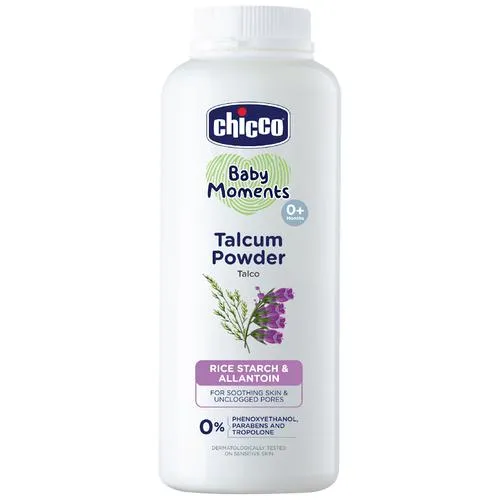 chicco
Baby
Moments
0+
Months
Talcum
Powder
Talco
RICE STARCH &
ALLANTOIN
FOR SOOTHING SKIN &
UNCLOGGED PORES
0% PHENOXYETHANOL,
PARABENS AND
TROPOLONE
DERMATOLOGICALLY TESTED
ON SENSITIVE SKIN